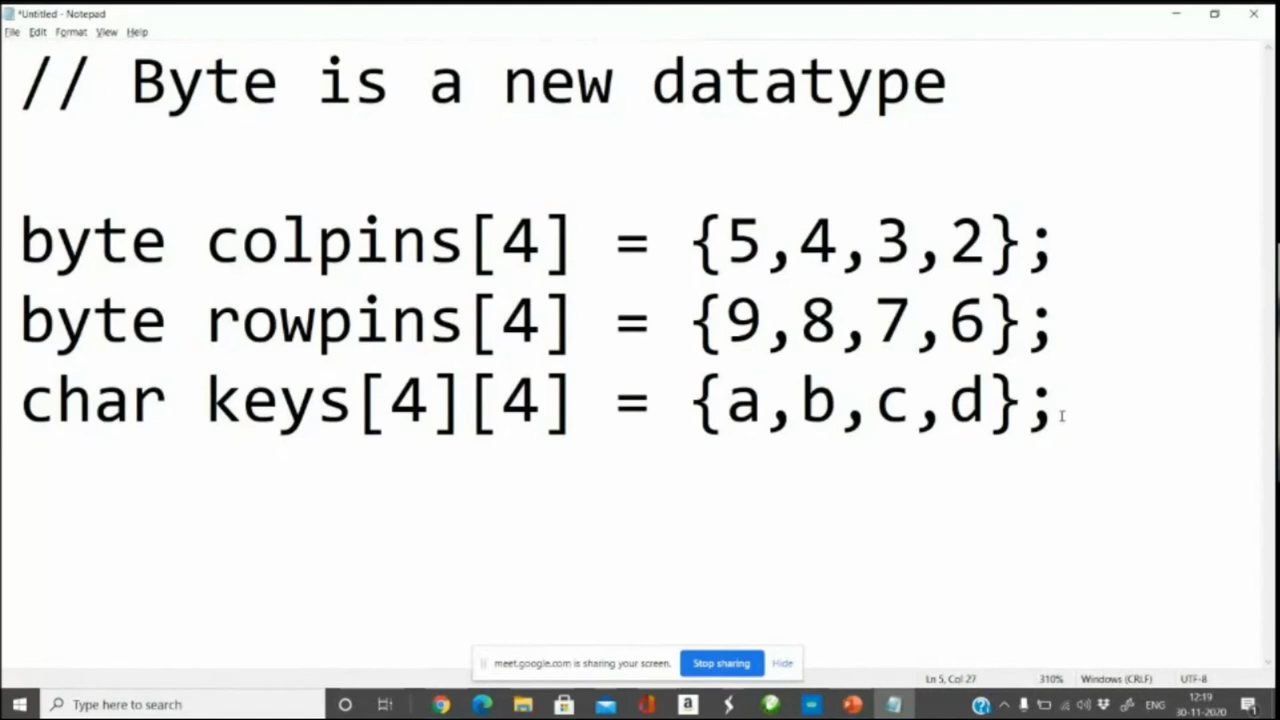 *Untitled - Notepad
File Edit Format View Help
// Byte is a new datatype
byte colpins[4] = {5,4,3,2};
byte rowpins[4] = {9,8,7,6};
char keys[4][4] = {a,b,c,d};
meet.google.com is sharing your screen. Stop sharing Hide
Ln 5, Col 27 310% Windows (CRLF) UTF-8
Type here to search
ENG
12:19
30-11-2020